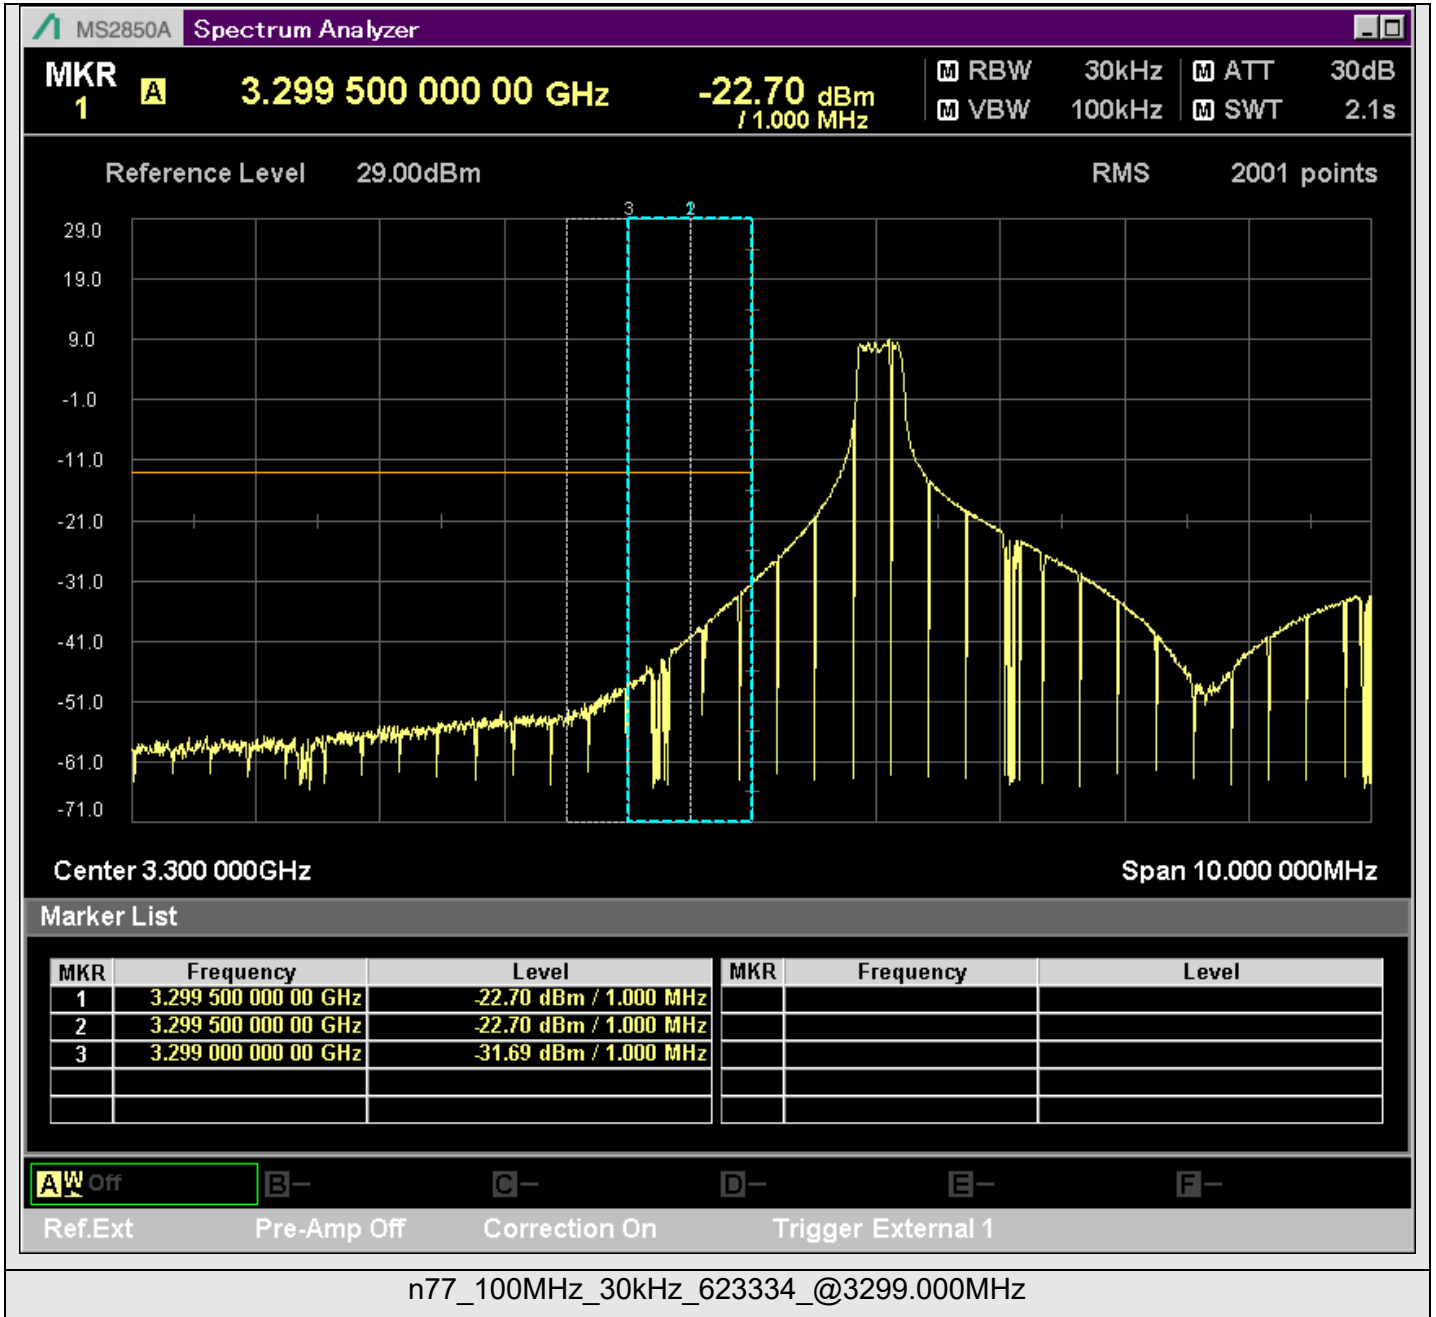 MS2850A Spectrum Analyzer
MKR 1 A 3.299 500 000 00 GHz -22.70 dBm / 1.000 MHz
M RBW 30kHz M ATT 30dB
M VBW 100kHz M SWT 2.1s
Reference Level 29.00dBm RMS 2001 points
3 2
29.0
19.0
9.0
-1.0
-11.0
-21.0
-31.0
-41.0
-51.0
-61.0
-71.0
Center 3.300 000GHz Span 10.000 000MHz
Marker List
MKR Frequency Level MKR Frequency Level
1 3.299 500 000 00 GHz -22.70 dBm / 1.000 MHz
2 3.299 500 000 00 GHz -22.70 dBm / 1.000 MHz
3 3.299 000 000 00 GHz -31.69 dBm / 1.000 MHz
A W Off B - C - D - E - F -
Ref.Ext Pre-Amp Off Correction On Trigger External 1
n77_100MHz_30kHz_623334_@3299.000MHz